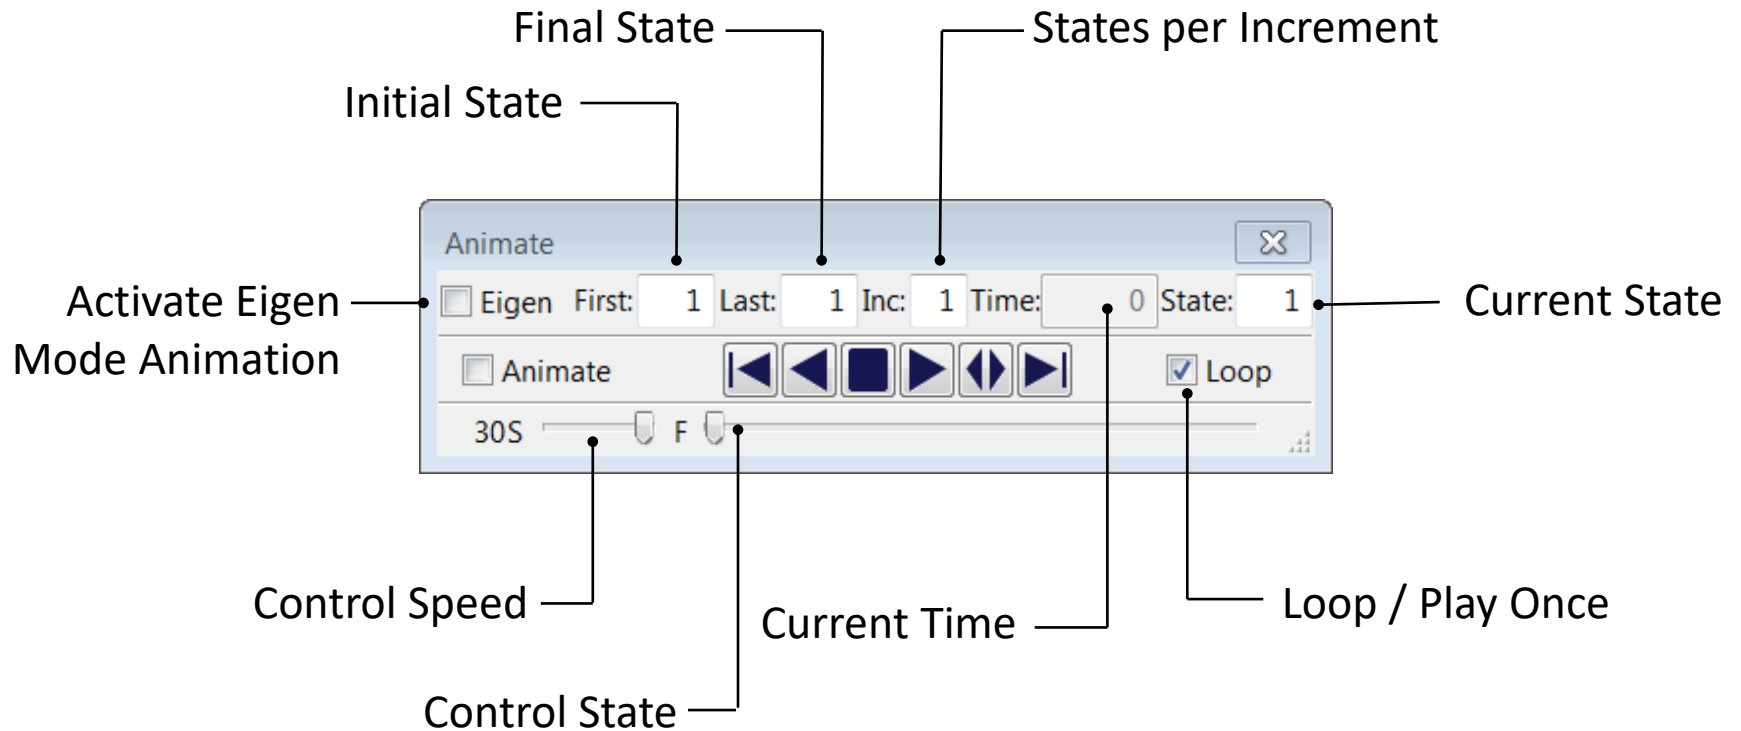 Final State
States per Increment
Initial State
Animate
Activate Eigen
Mode Animation
Eigen First: 1 Last: 1 Inc: 1 Time: 0 State: 1
Current State
Animate Loop
30S F
Control Speed
Current Time
Loop / Play Once
Control State